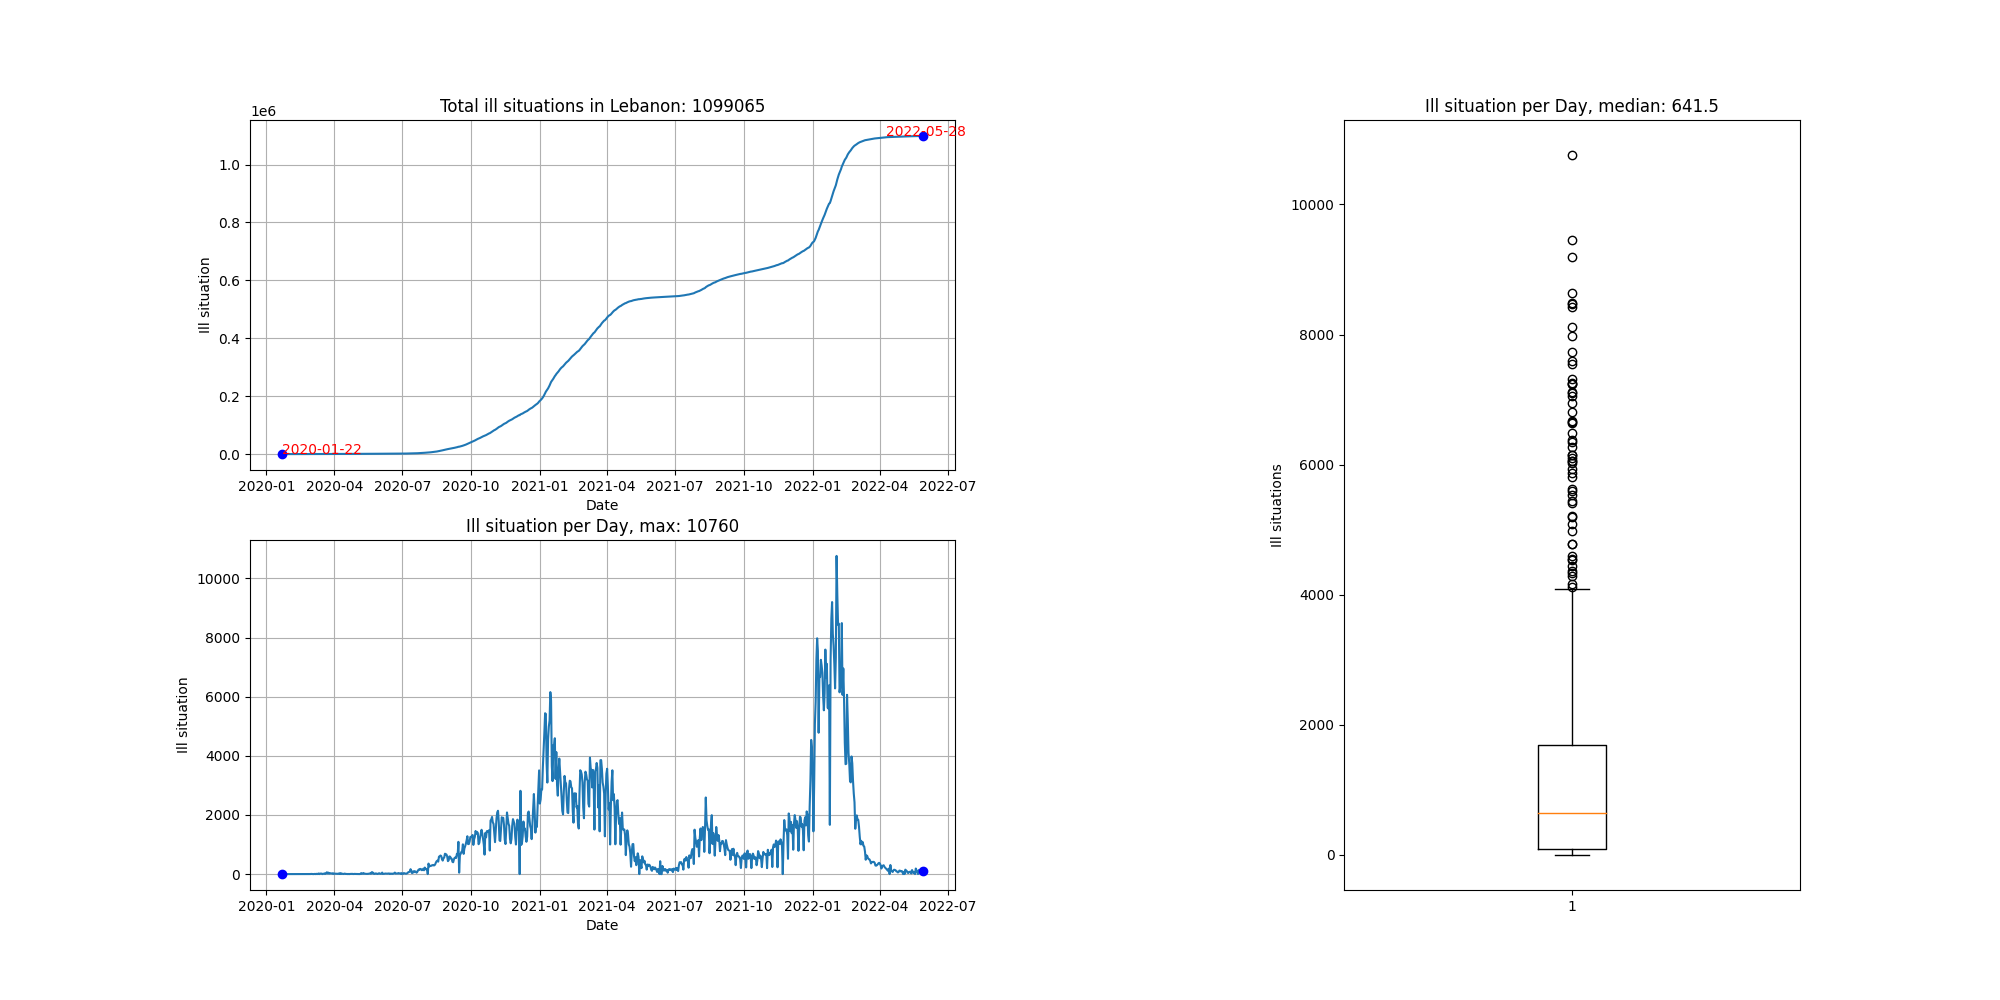 Total ill situations in Lebanon: 1099065
1e6
2022-05-28
1.0
0.8
0.6
0.4
0.2
0.0
Ill situation
2020-01-22
2020-01 2020-04 2020-07 2020-10 2021-01 2021-04 2021-07 2021-10 2022-01 2022-04 2022-07
Date
Ill situation per Day, max: 10760
10000
8000
6000
4000
2000
0
Ill situation
2020-01 2020-04 2020-07 2020-10 2021-01 2021-04 2021-07 2021-10 2022-01 2022-04 2022-07
Date
Ill situation per Day, median: 641.5
10000
8000
6000
4000
2000
0
Ill situations
1